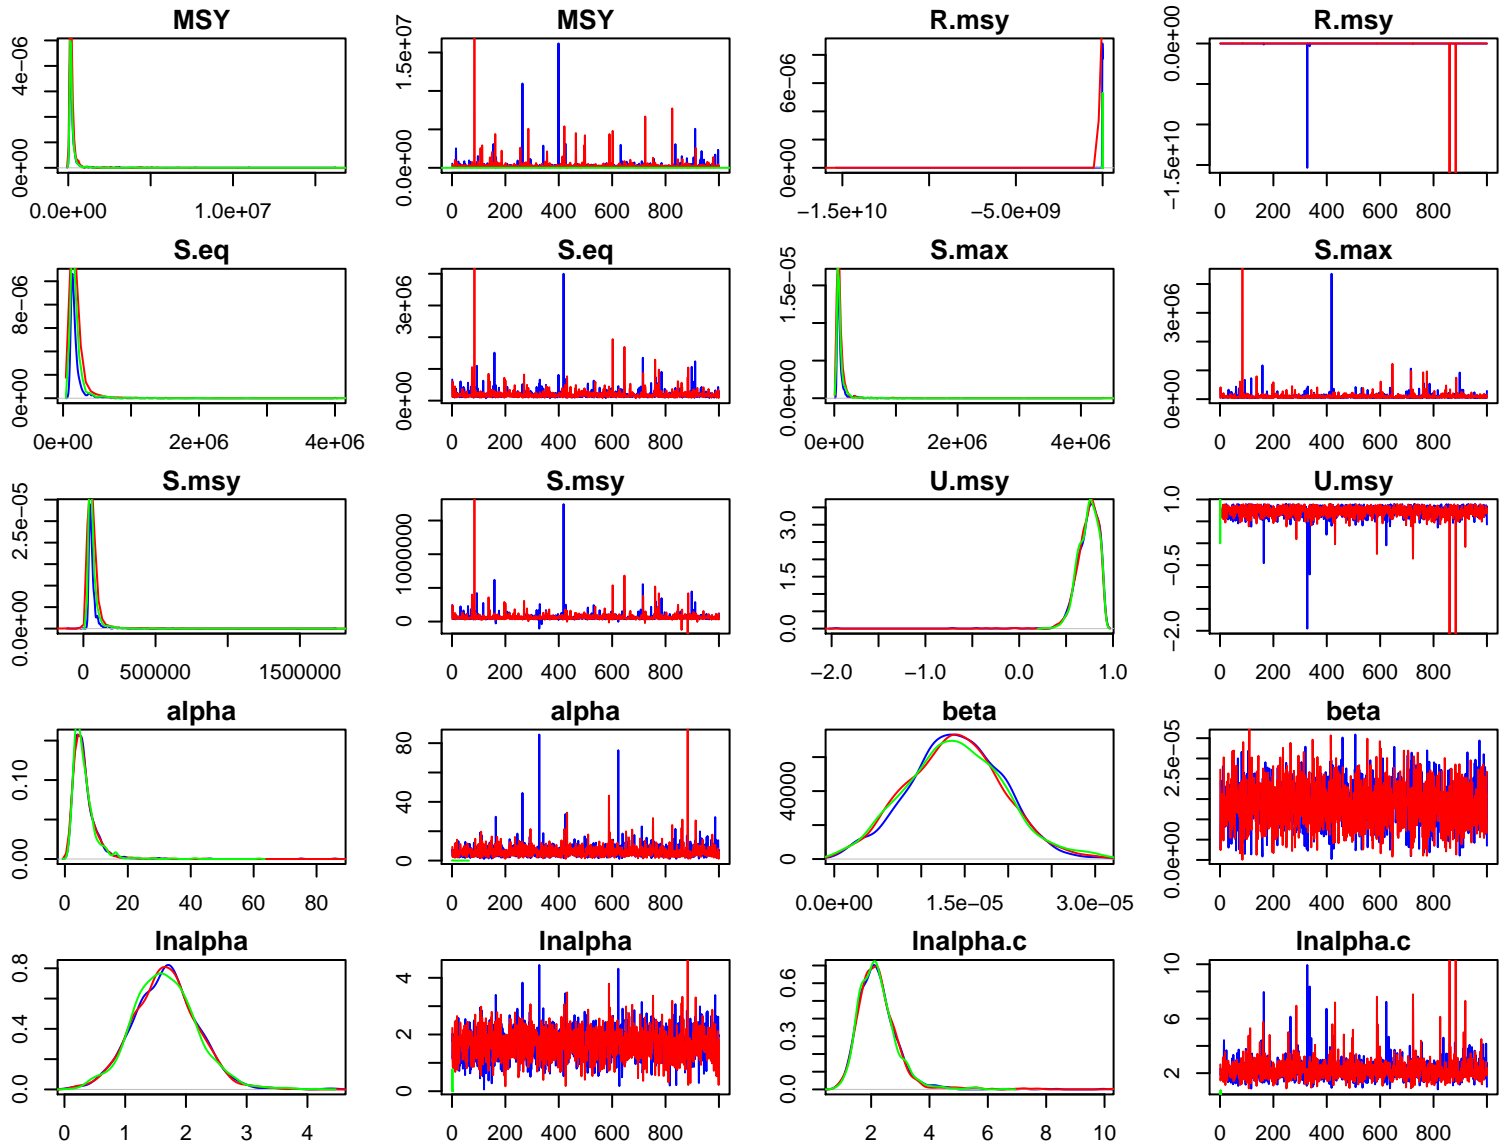 MSY MSY R.msy R.msy
0e+00 4e−06 0.0e+00 1.5e+07 0e+00 6e−06 −1.5e+10 0.0e+00
0.0e+00 1.0e+07 0 200 400 600 800 −1.5e+10 −5.0e+09 0 200 400 600 800
S.eq S.eq S.max S.max
0e+00 8e−06 0e+00 3e+06 0.0e+00 1.5e−05 0e+00 3e+06
0e+00 2e+06 4e+06 0 200 400 600 800 0e+00 2e+06 4e+06 0 200 400 600 800
S.msy S.msy U.msy U.msy
0.0e+00 2.5e−05 0 1000000 0.0 1.5 3.0 −2.0 −0.5 1.0
0 500000 1500000 0 200 400 600 800 −2.0 −1.0 0.0 1.0 0 200 400 600 800
alpha alpha beta beta
0.00 0.10 0 40 80 0 40000 0.0e+00 2.5e−05
0 20 40 60 80 0 200 400 600 800 0.0e+00 1.5e−05 3.0e−05 0 200 400 600 800
lnalpha lnalpha lnalpha.c lnalpha.c
0.0 0.4 0.8 0 2 4 0.0 0.3 0.6 2 6 10
0 1 2 3 4 0 200 400 600 800 2 4 6 8 10 0 200 400 600 800